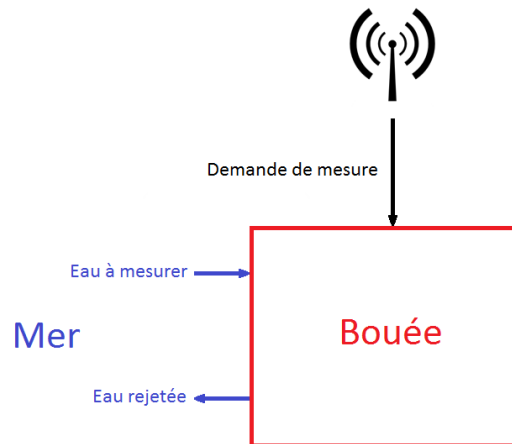 Demande de mesure
Eau à mesurer
Mer
Bouée
Eau rejetée